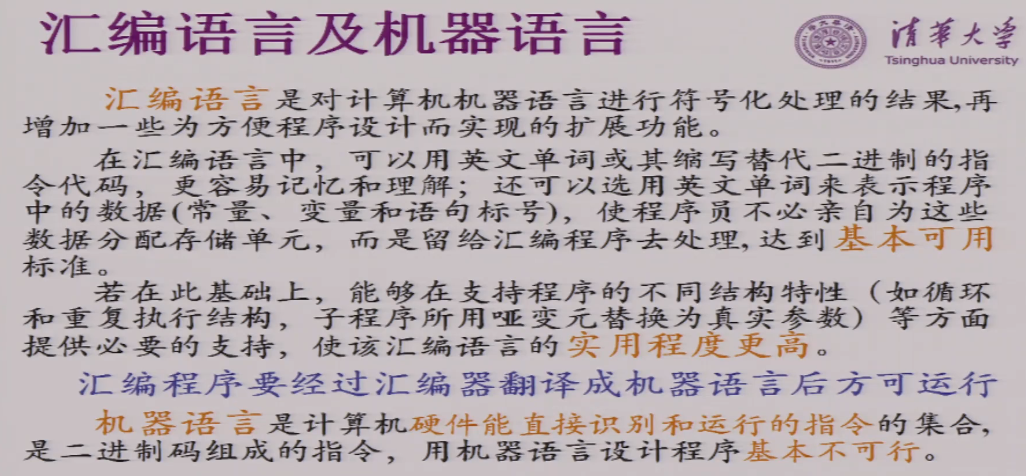 汇编语言及机器语言
清华大学
Tsinghua University
汇编语言是对计算机机器语言进行符号化处理的结果,再
增加一些为方便程序设计而实现的扩展功能。
在汇编语言中，可以用英文单词或其缩写替代二进制的指
令代码，更容易记忆和理解；还可以选用英文单词来表示程序
中的数据(常量、变量和语句标号)，使程序员不必亲自为这些
数据分配存储单元，而是留给汇编程序去处理,达到基本可用
标准。
若在此基础上，能够在支持程序的不同结构特性（如循环
和重复执行结构，子程序所用哑变元替换为真实参数）等方面
提供必要的支持，使该汇编语言的实用程度更高。
汇编程序要经过汇编器翻译成机器语言后方可运行
机器语言是计算机硬件能直接识别和运行的指令的集合,
是二进制码组成的指令，用机器语言设计程序基本不可行。